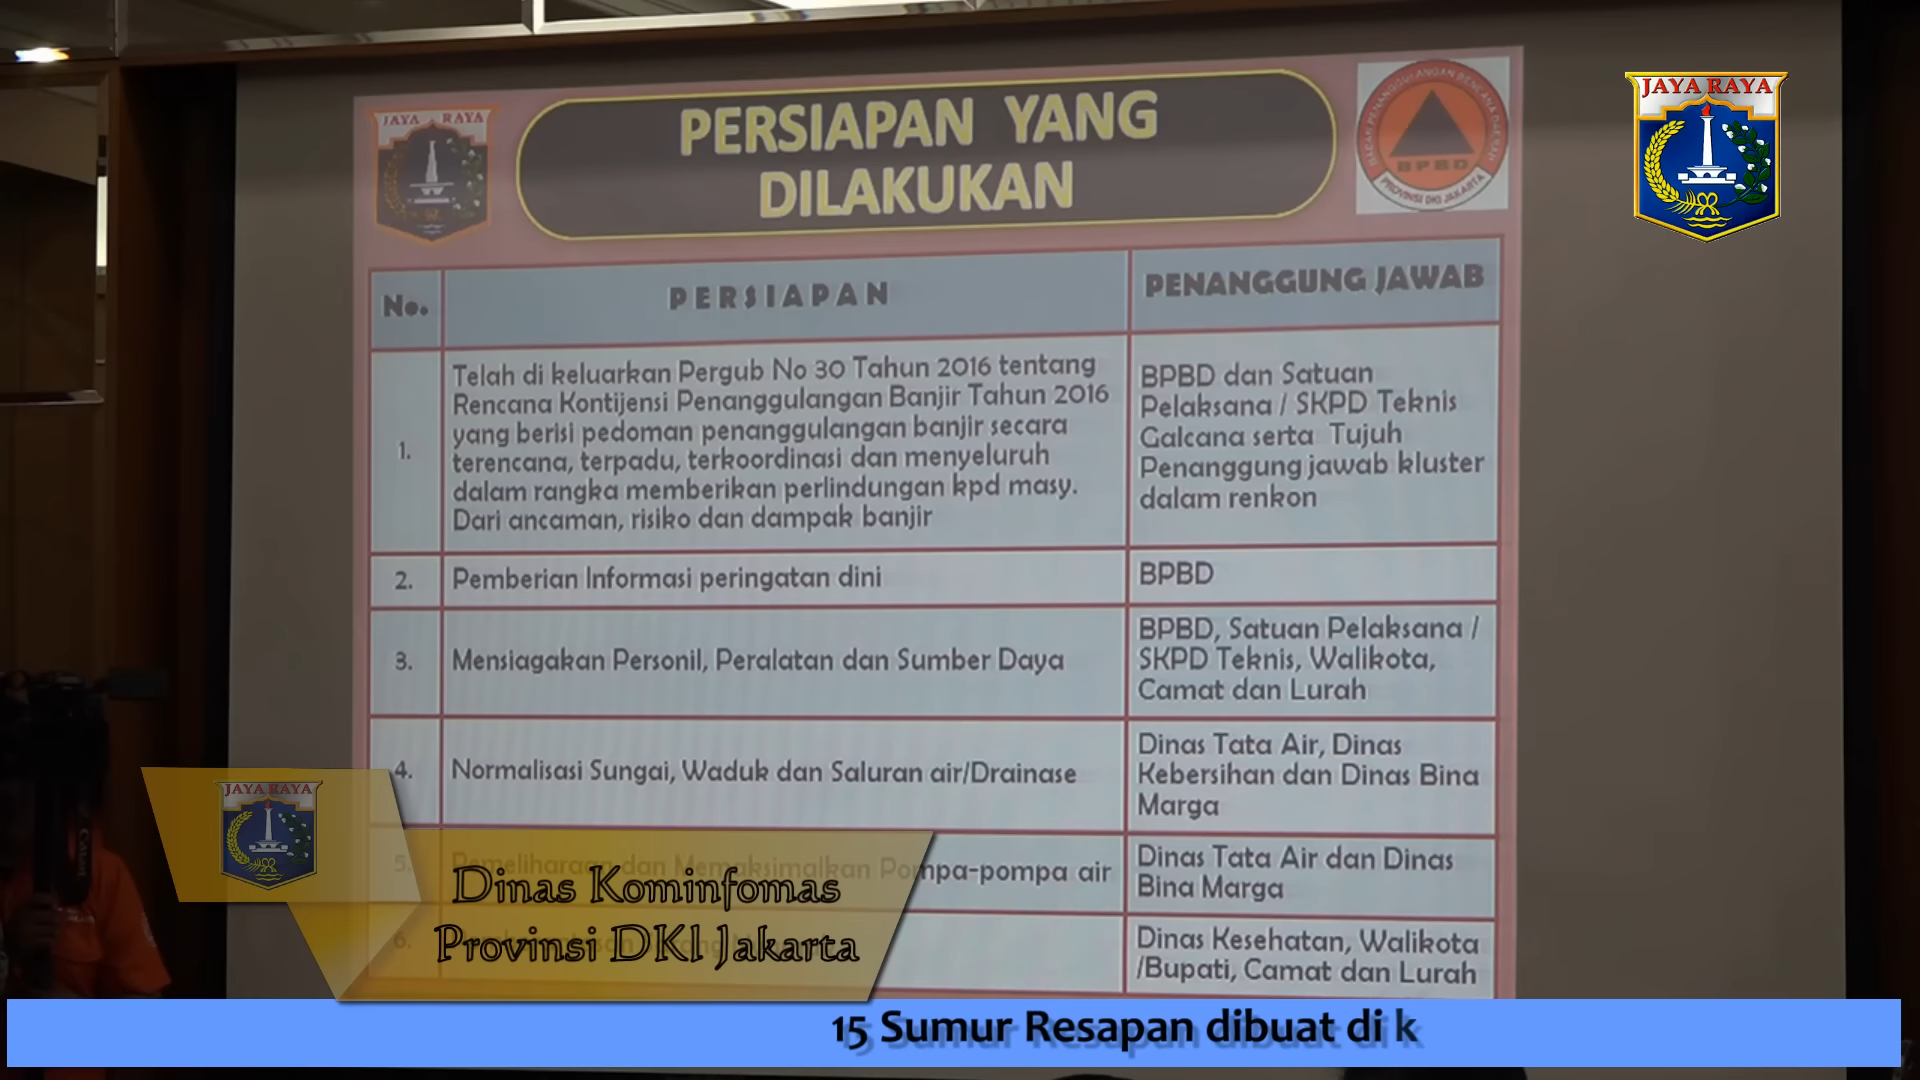 JAYA RAYA
PERSIAPAN YANG
DILAKUKAN
BPBD
PROVINSI DKI JAKARTA
JAYA RAYA
No.
PERSIAPAN
PENANGGUNG JAWAB
1.
Telah di keluarkan Pergub No 30 Tahun 2016 tentang
Rencana Kontijensi Penanggulangan Banjir Tahun 2016
yang berisi pedoman penanggulangan banjir secara
terencana, terpadu, terkoordinasi dan menyeluruh
dalam rangka memberikan perlindungan kpd masy.
Dari ancaman, risiko dan dampak banjir
BPBD dan Satuan
Pelaksana / SKPD Teknis
Galcana serta Tujuh
Penanggung jawab kluster
dalam renkon
2.
Pemberian Informasi peringatan dini
BPBD
3.
Mensiagakan Personil, Peralatan dan Sumber Daya
BPBD, Satuan Pelaksana /
SKPD Teknis, Walikota,
Camat dan Lurah
4.
Normalisasi Sungai, Waduk dan Saluran air/Drainase
Dinas Tata Air, Dinas
Kebersihan dan Dinas Bina
Marga
5.
Pemeliharaan dan Memaksimalkan Pompa-pompa air
Dinas Tata Air dan Dinas
Bina Marga
6.
Dinas Kesehatan, Walikota
/Bupati, Camat dan Lurah
JAYA RAYA
Dinas Kominfomas
Provinsi DKI Jakarta
15 Sumur Resapan dibuat di k